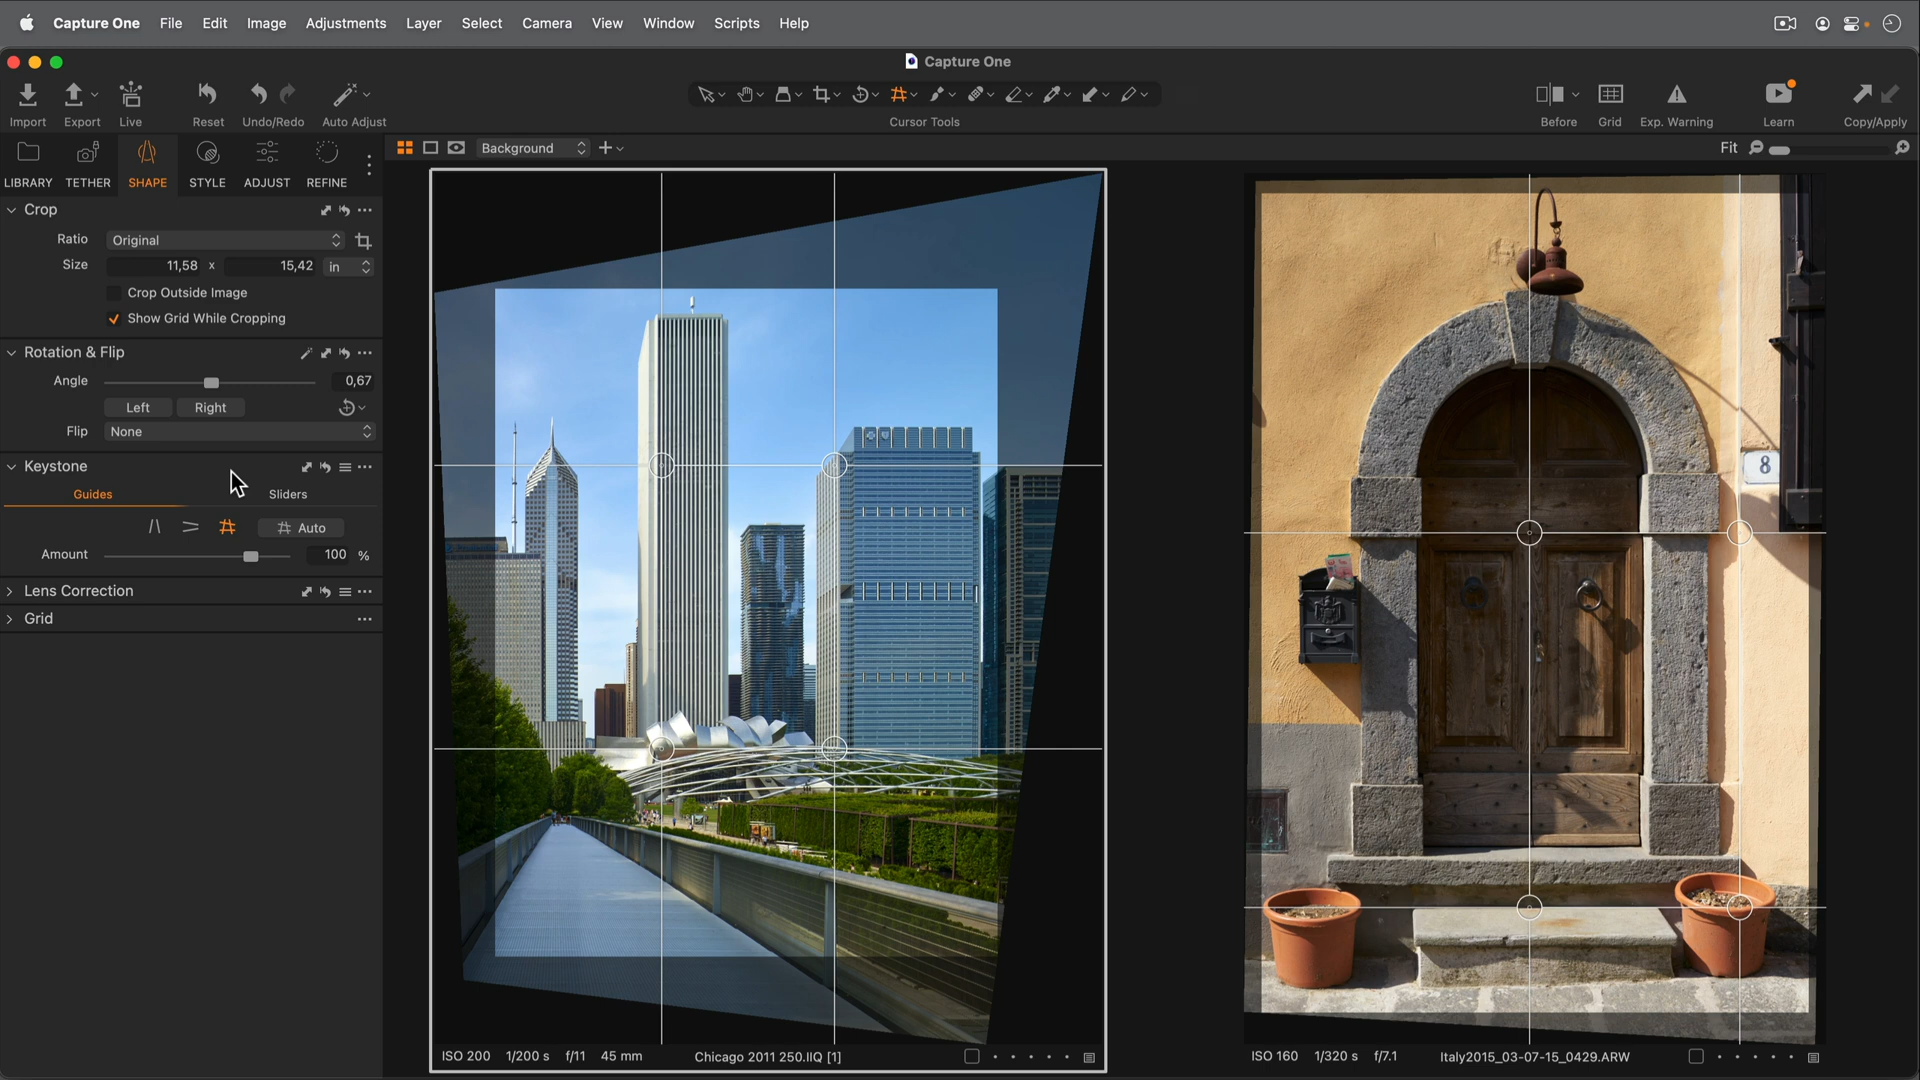 Capture One File Edit Image Adjustments Layer Select Camera View Window Scripts Help
Capture One
Import Export Live Reset Undo/Redo Auto Adjust Cursor Tools Before Grid Exp. Warning Learn Copy/Apply
LIBRARY TETHER SHAPE STYLE ADJUST REFINE
Background
Fit
Crop
Ratio Original
Size 11,58 x 15,42 in
Crop Outside Image
Show Grid While Cropping
Rotation & Flip
Angle 0,67
Left Right
Flip None
Keystone
Guides Sliders
Auto
Amount 100 %
Lens Correction
Grid
8
ISO 200 1/200 s f/11 45 mm Chicago 2011 250.IIQ [1]
ISO 160 1/320 s f/7.1 Italy2015_03-07-15_0429.ARW